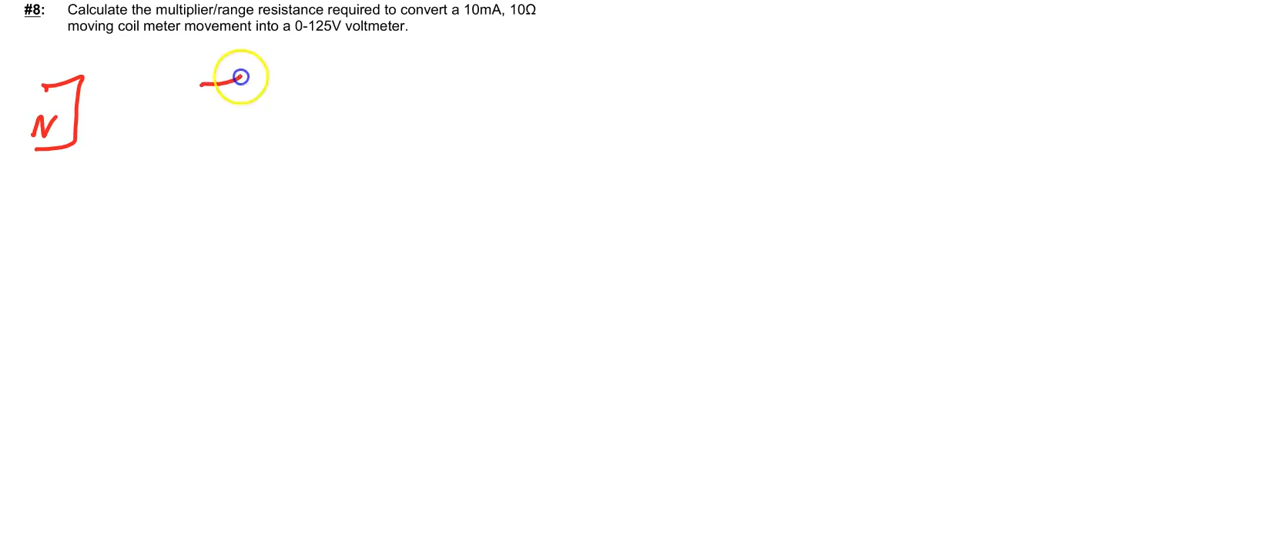 #8: Calculate the multiplier/range resistance required to convert a 10mA, 10Ω
moving coil meter movement into a 0-125V voltmeter.
N